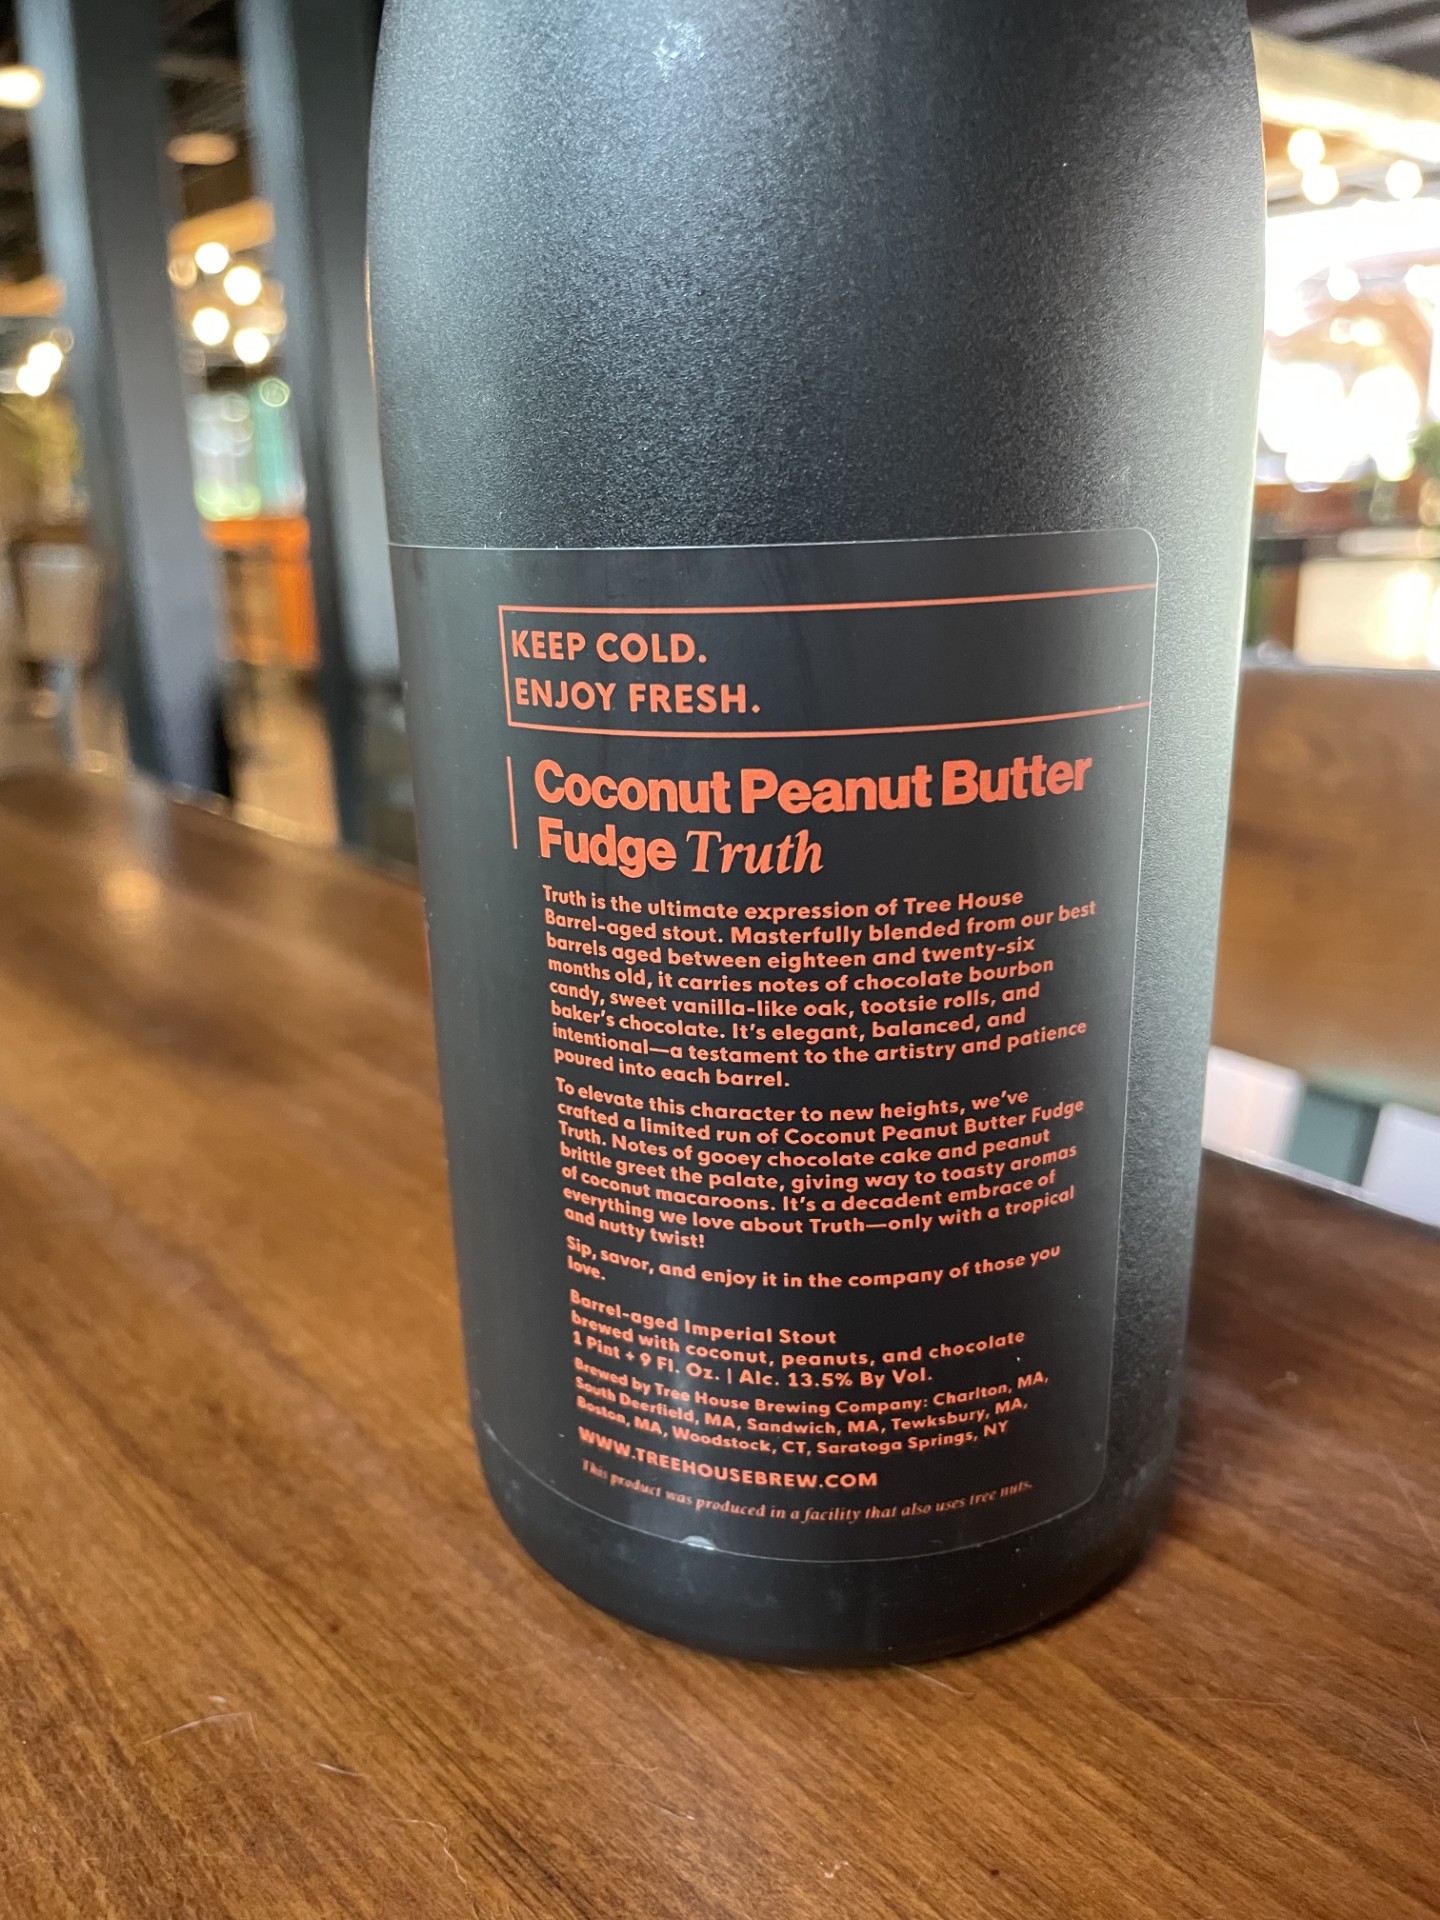 KEEP COLD.
ENJOY FRESH.
Coconut Peanut Butter
Fudge Truth
Truth is the ultimate expression of Tree House
Barrel-aged stout. Masterfully blended from our best
barrels aged between eighteen and twenty-six
months old, it carries notes of chocolate bourbon
candy, sweet vanilla-like oak, tootsie rolls, and
baker's chocolate. It's elegant, balanced, and
intentional—a testament to the artistry and patience
poured into each barrel.
To elevate this character to new heights, we've
crafted a limited run of Coconut Peanut Butter Fudge
Truth. Notes of gooey chocolate cake and peanut
brittle greet the palate, giving way to toasty aromas
of coconut macaroons. It's a decadent embrace of
everything we love about Truth—only with a tropical
and nutty twist!
Sip, savor, and enjoy it in the company of those you
love.
Barrel-aged Imperial Stout
brewed with coconut, peanuts, and chocolate
1 Pint + 9 Fl. Oz. | Alc. 13.5% By Vol.
Brewed by Tree House Brewing Company: Charlton, MA,
South Deerfield, MA, Sandwich, MA, Tewksbury, MA,
Boston, MA, Woodstock, CT, Saratoga Springs, NY
WWW.TREEHOUSEBREW.COM
This product was produced in a facility that also uses tree nuts.